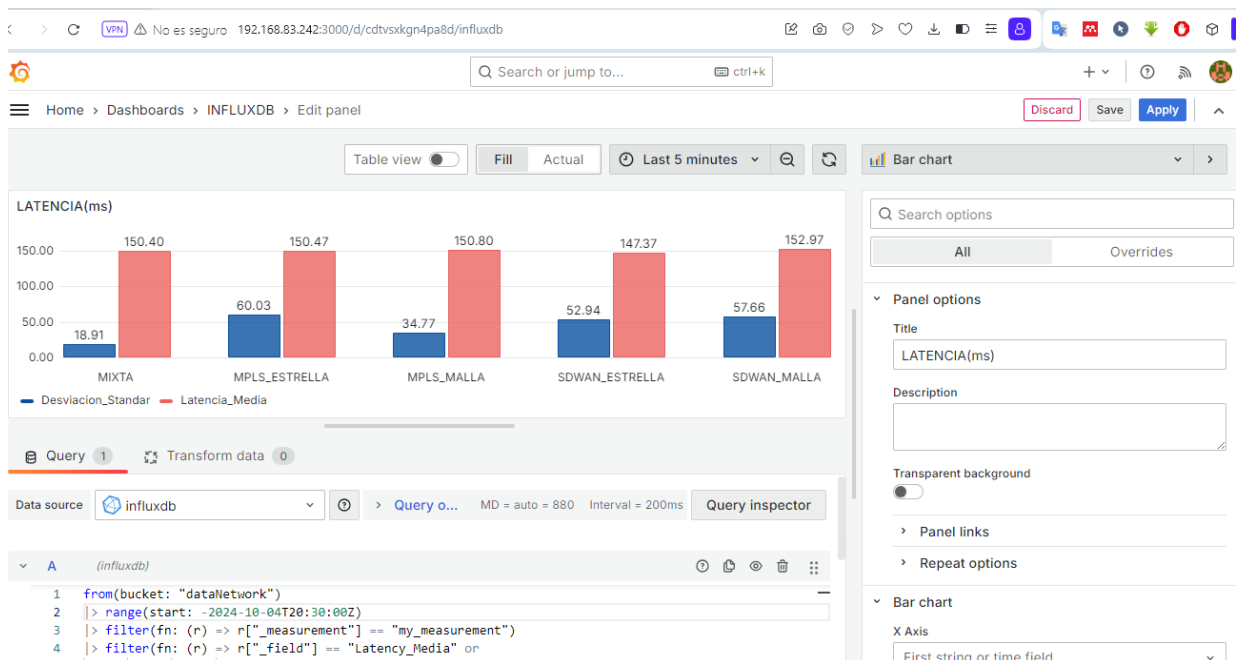 VPN No es seguro 192.168.83.242:3000/d/cdtvsxkgn4pa8d/influxdb
Search or jump to... ctrl+k
Home > Dashboards > INFLUXDB > Edit panel
Discard Save Apply
Table view Fill Actual Last 5 minutes
Bar chart
LATENCIA(ms)
150.40 150.47 150.80 147.37 152.97
150.00
100.00
60.03 52.94 57.66
50.00
34.77
18.91
0.00
MIXTA MPLS_ESTRELLA MPLS_MALLA SDWAN_ESTRELLA SDWAN_MALLA
Desviacion_Standar Latencia_Media
Query 1 Transform data 0
Data source influxdb Query o... MD = auto = 880 Interval = 200ms Query inspector
A (influxdb)
1 from(bucket: "dataNetwork")
2 |> range(start: -2024-10-04T20:30:00Z)
3 |> filter(fn: (r) => r["_measurement"] == "my_measurement")
4 |> filter(fn: (r) => r["_field"] == "Latency_Media" or
Search options
All Overrides
Panel options
Title
LATENCIA(ms)
Description
Transparent background
Panel links
Repeat options
Bar chart
X Axis
First string or time field